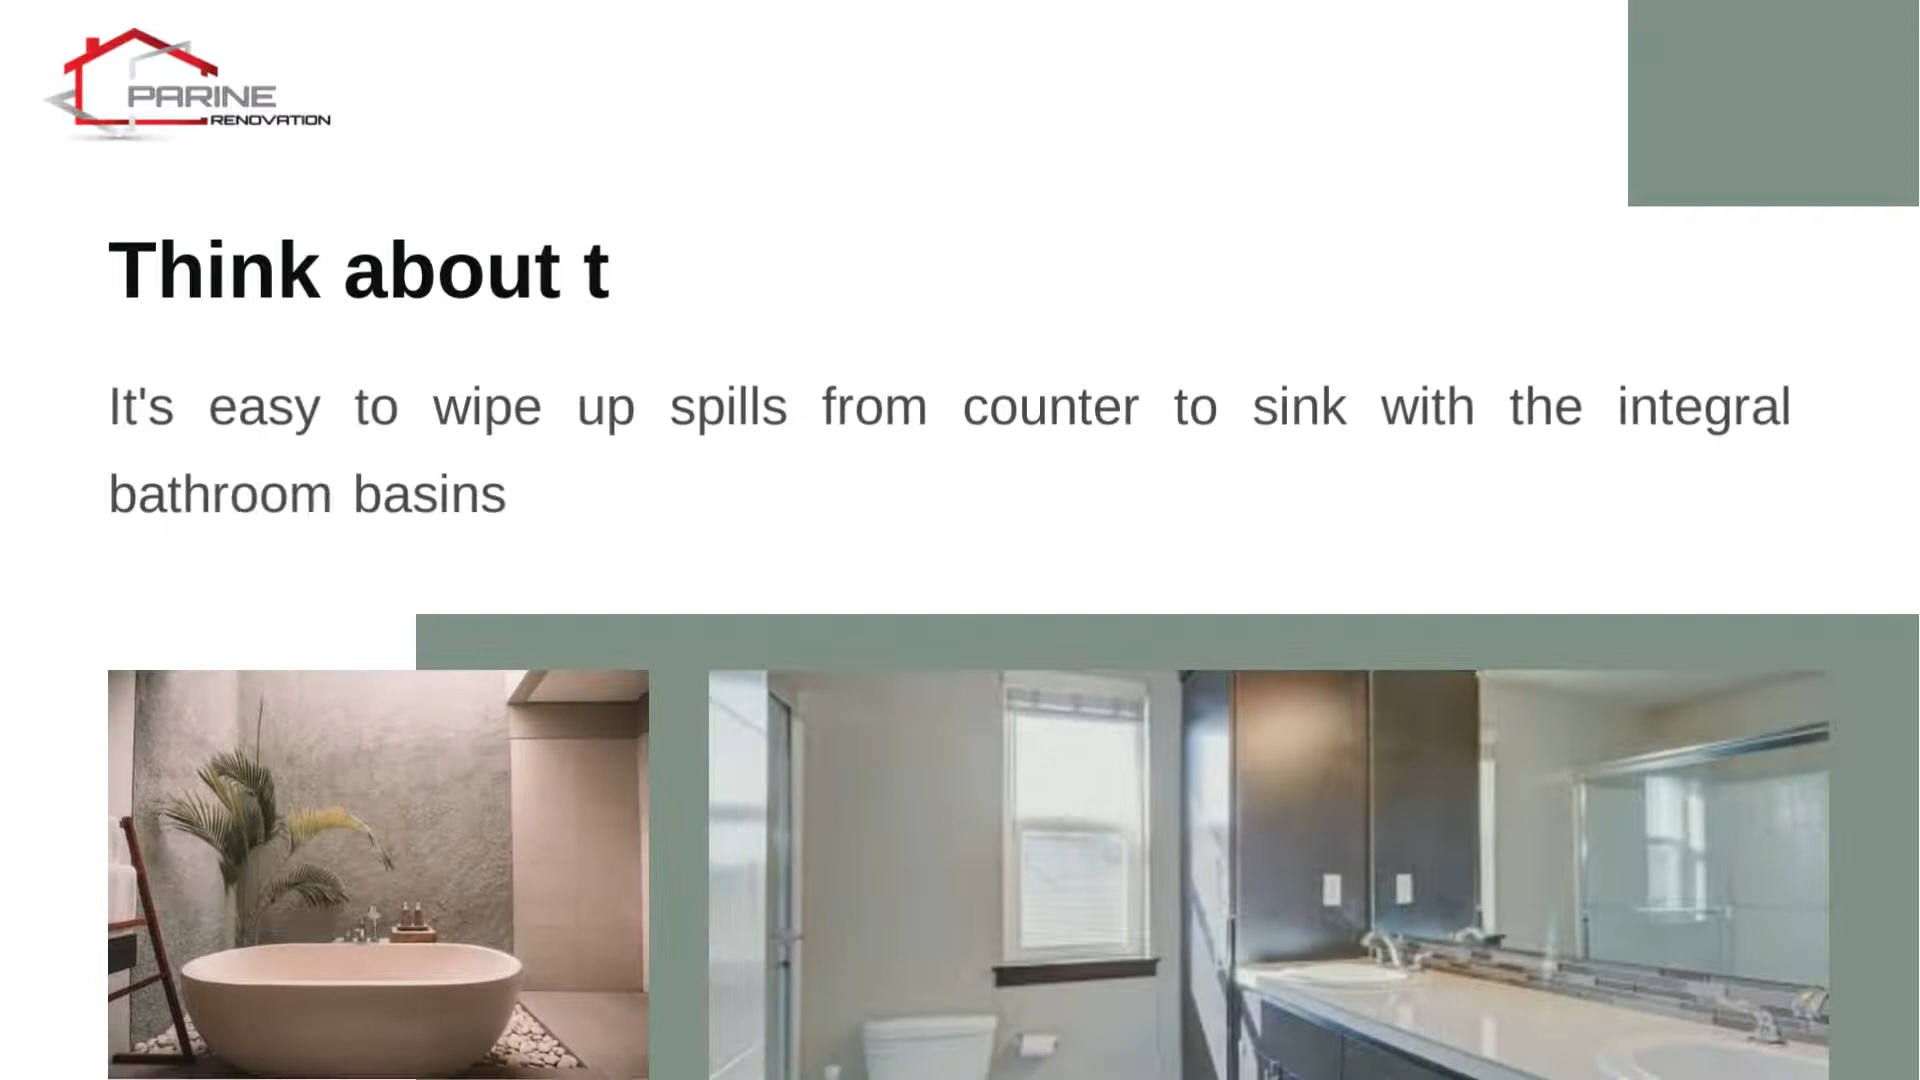 PARINE
RENOVATION
Think about t
It's easy to wipe up spills from counter to sink with the integral
bathroom basins